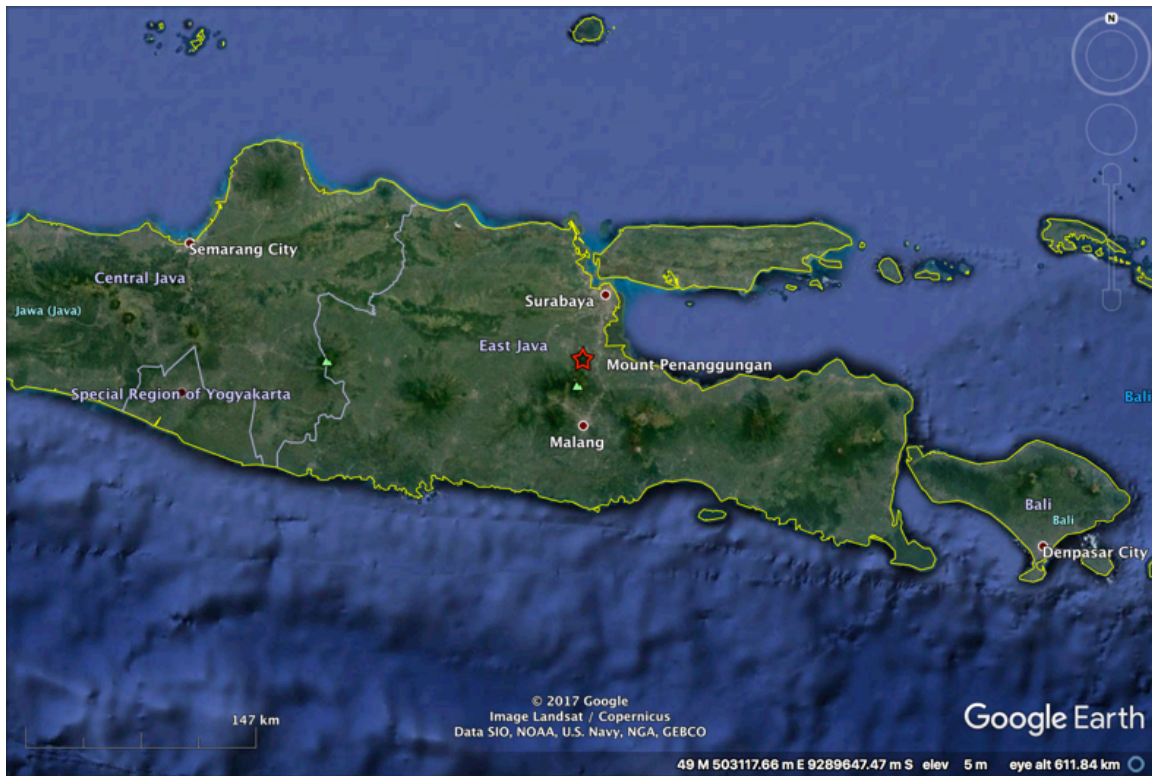 N
Semarang City
Central Java
Jawa (Java)
Surabaya
East Java
Mount Penanggungan
Special Region of Yogyakarta
Bali
Malang
Bali
Bali
Denpasar City
© 2017 Google
147 km
Image Landsat / Copernicus
Google Earth
Data SIO, NOAA, U.S. Navy, NGA, GEBCO
49 M 503117.66 m E 9289647.47 m S elev 5 m eye alt 611.84 km